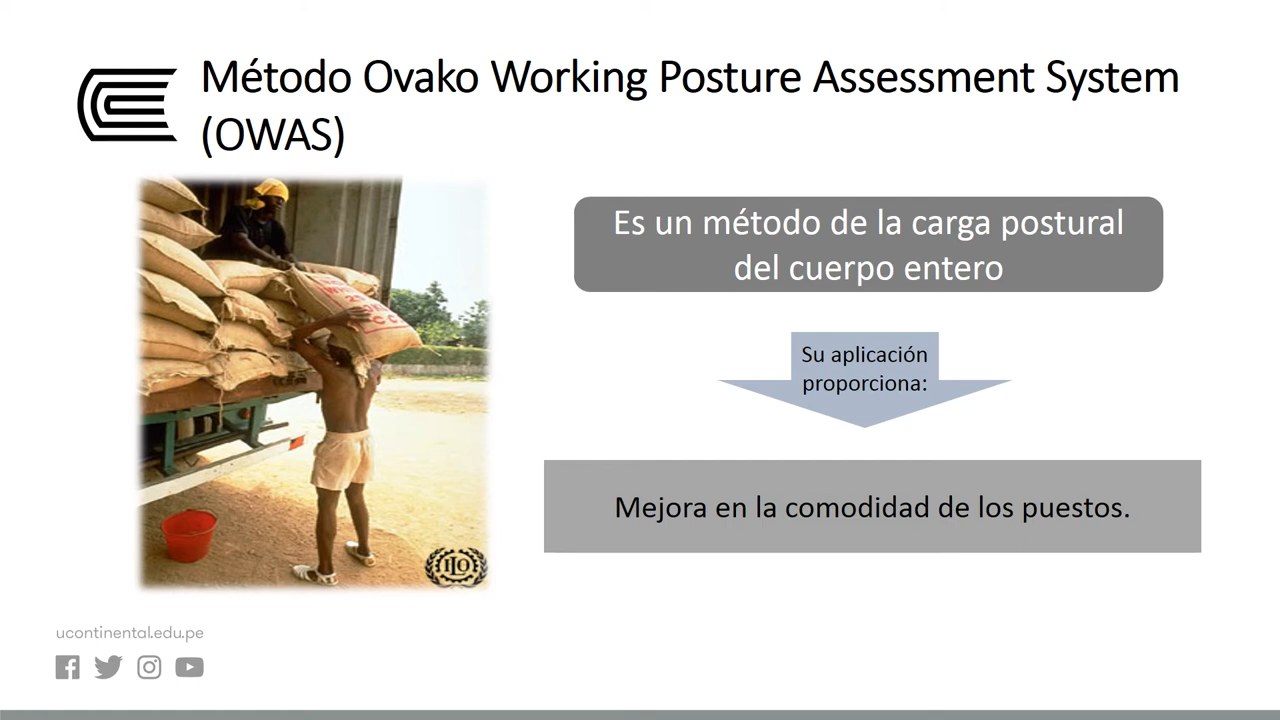 Método Ovako Working Posture Assessment System
(OWAS)
Es un método de la carga postural
del cuerpo entero
Su aplicación
proporciona:
Mejora en la comodidad de los puestos.
ILO
ucontinental.edu.pe